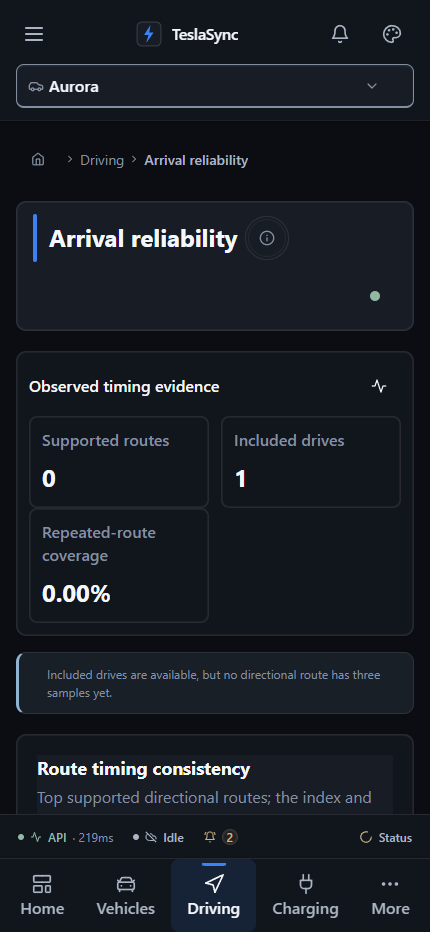 TeslaSync
Aurora
Driving
Arrival reliability
Arrival reliability
Observed timing evidence
Supported routes
0
Included drives
1
Repeated-route
coverage
0.00%
Included drives are available, but no directional route has three
samples yet.
Route timing consistency
Top supported directional routes; the index and
API · 219ms
Idle
2
Status
Home
Vehicles
Driving
Charging
More